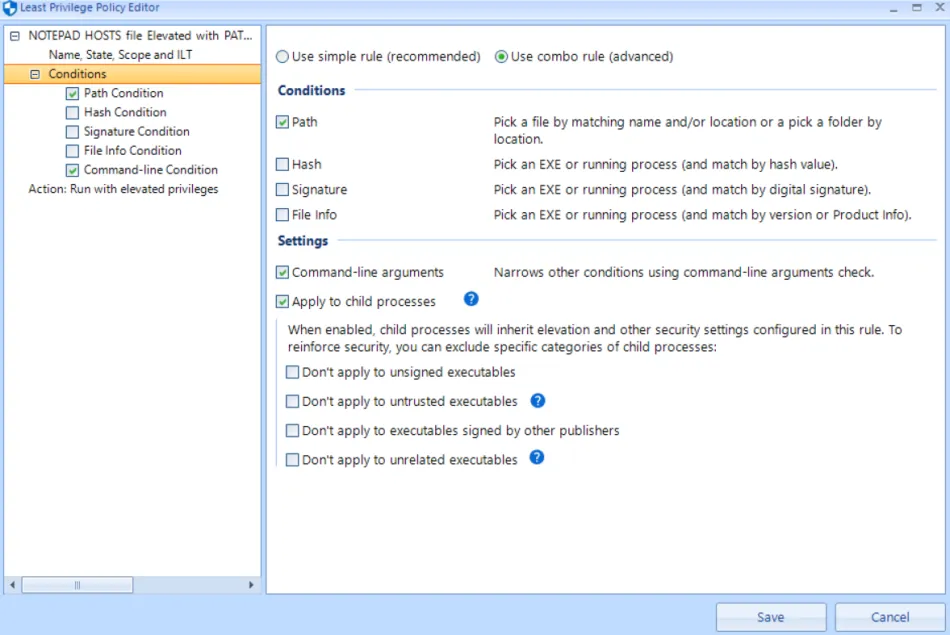 Least Privilege Policy Editor
NOTEPAD HOSTS file Elevated with PAT...
Name, State, Scope and ILT
Conditions
Path Condition
Hash Condition
Signature Condition
File Info Condition
Command-line Condition
Action: Run with elevated privileges
Use simple rule (recommended)
Use combo rule (advanced)
Conditions
Path
Pick a file by matching name and/or location or a pick a folder by
location.
Hash
Pick an EXE or running process (and match by hash value).
Signature
Pick an EXE or running process (and match by digital signature).
File Info
Pick an EXE or running process (and match by version or Product Info).
Settings
Command-line arguments
Narrows other conditions using command-line arguments check.
Apply to child processes
?
When enabled, child processes will inherit elevation and other security settings configured in this rule. To
reinforce security, you can exclude specific categories of child processes:
Don't apply to unsigned executables
Don't apply to untrusted executables
?
Don't apply to executables signed by other publishers
Don't apply to unrelated executables
?
Save
Cancel